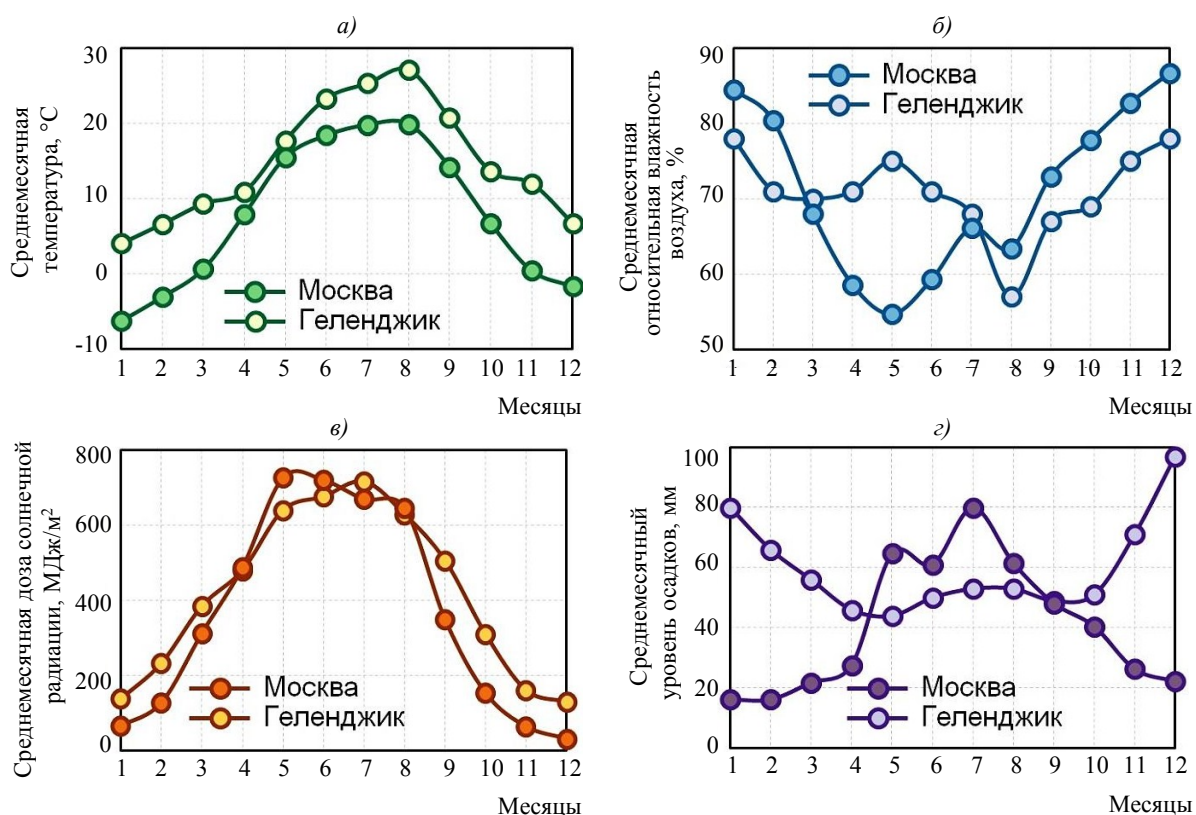 а)
Среднемесячная
температура, °С
30
20
10
0
-10
Москва
Геленджик
1 2 3 4 5 6 7 8 9 10 11 12
Месяцы
б)
Среднемесячная
относительная влажность
воздуха, %
90
80
70
60
50
Москва
Геленджик
1 2 3 4 5 6 7 8 9 10 11 12
Месяцы
в)
Среднемесячная доза солнечной
радиации, МДж/м²
800
600
400
200
0
Москва
Геленджик
1 2 3 4 5 6 7 8 9 10 11 12
Месяцы
г)
Среднемесячный
уровень осадков, мм
100
80
60
40
20
0
Москва
Геленджик
1 2 3 4 5 6 7 8 9 10 11 12
Месяцы